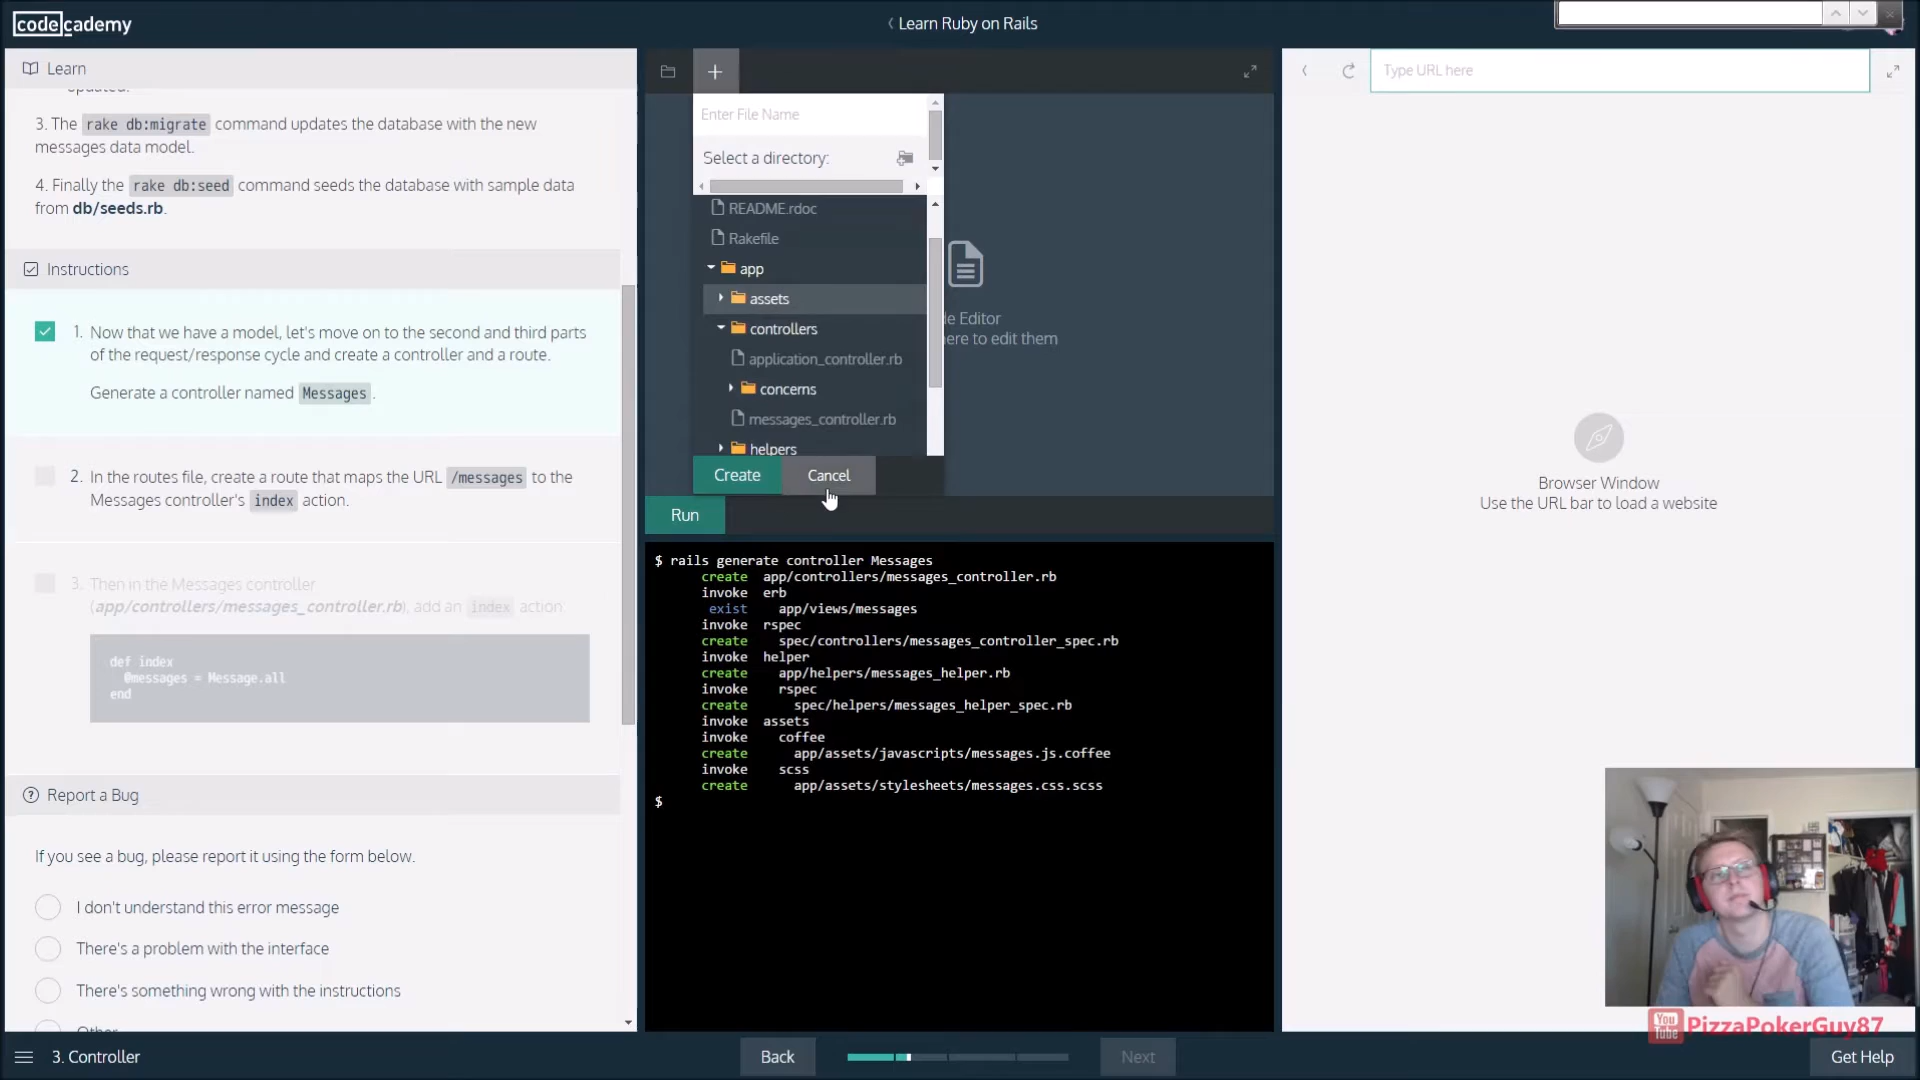 codecademy
Learn Ruby on Rails
Learn
updated.
3. The rake db:migrate command updates the database with the new
messages data model.
4. Finally the rake db:seed command seeds the database with sample data
from db/seeds.rb.
Instructions
1. Now that we have a model, let's move on to the second and third parts
of the request/response cycle and create a controller and a route.
Generate a controller named Messages.
2. In the routes file, create a route that maps the URL /messages to the
Messages controller's index action.
3. Then in the Messages controller
(app/controllers/messages_controller.rb), add an index action:
def index
@messages = Message.all
end
Report a Bug
If you see a bug, please report it using the form below.
I don't understand this error message
There's a problem with the interface
There's something wrong with the instructions
Other
Enter File Name
Select a directory:
README.rdoc
Rakefile
app
assets
controllers
application_controller.rb
concerns
messages_controller.rb
helpers
Create
Cancel
de Editor
here to edit them
Run
$ rails generate controller Messages
create app/controllers/messages_controller.rb
invoke erb
exist app/views/messages
invoke rspec
create spec/controllers/messages_controller_spec.rb
invoke helper
create app/helpers/messages_helper.rb
invoke rspec
create spec/helpers/messages_helper_spec.rb
invoke assets
invoke coffee
create app/assets/javascripts/messages.js.coffee
invoke scss
create app/assets/stylesheets/messages.css.scss
$
Type URL here
Browser Window
Use the URL bar to load a website
You Tube PizzaPokerGuy87
3. Controller
Back
Next
Get Help